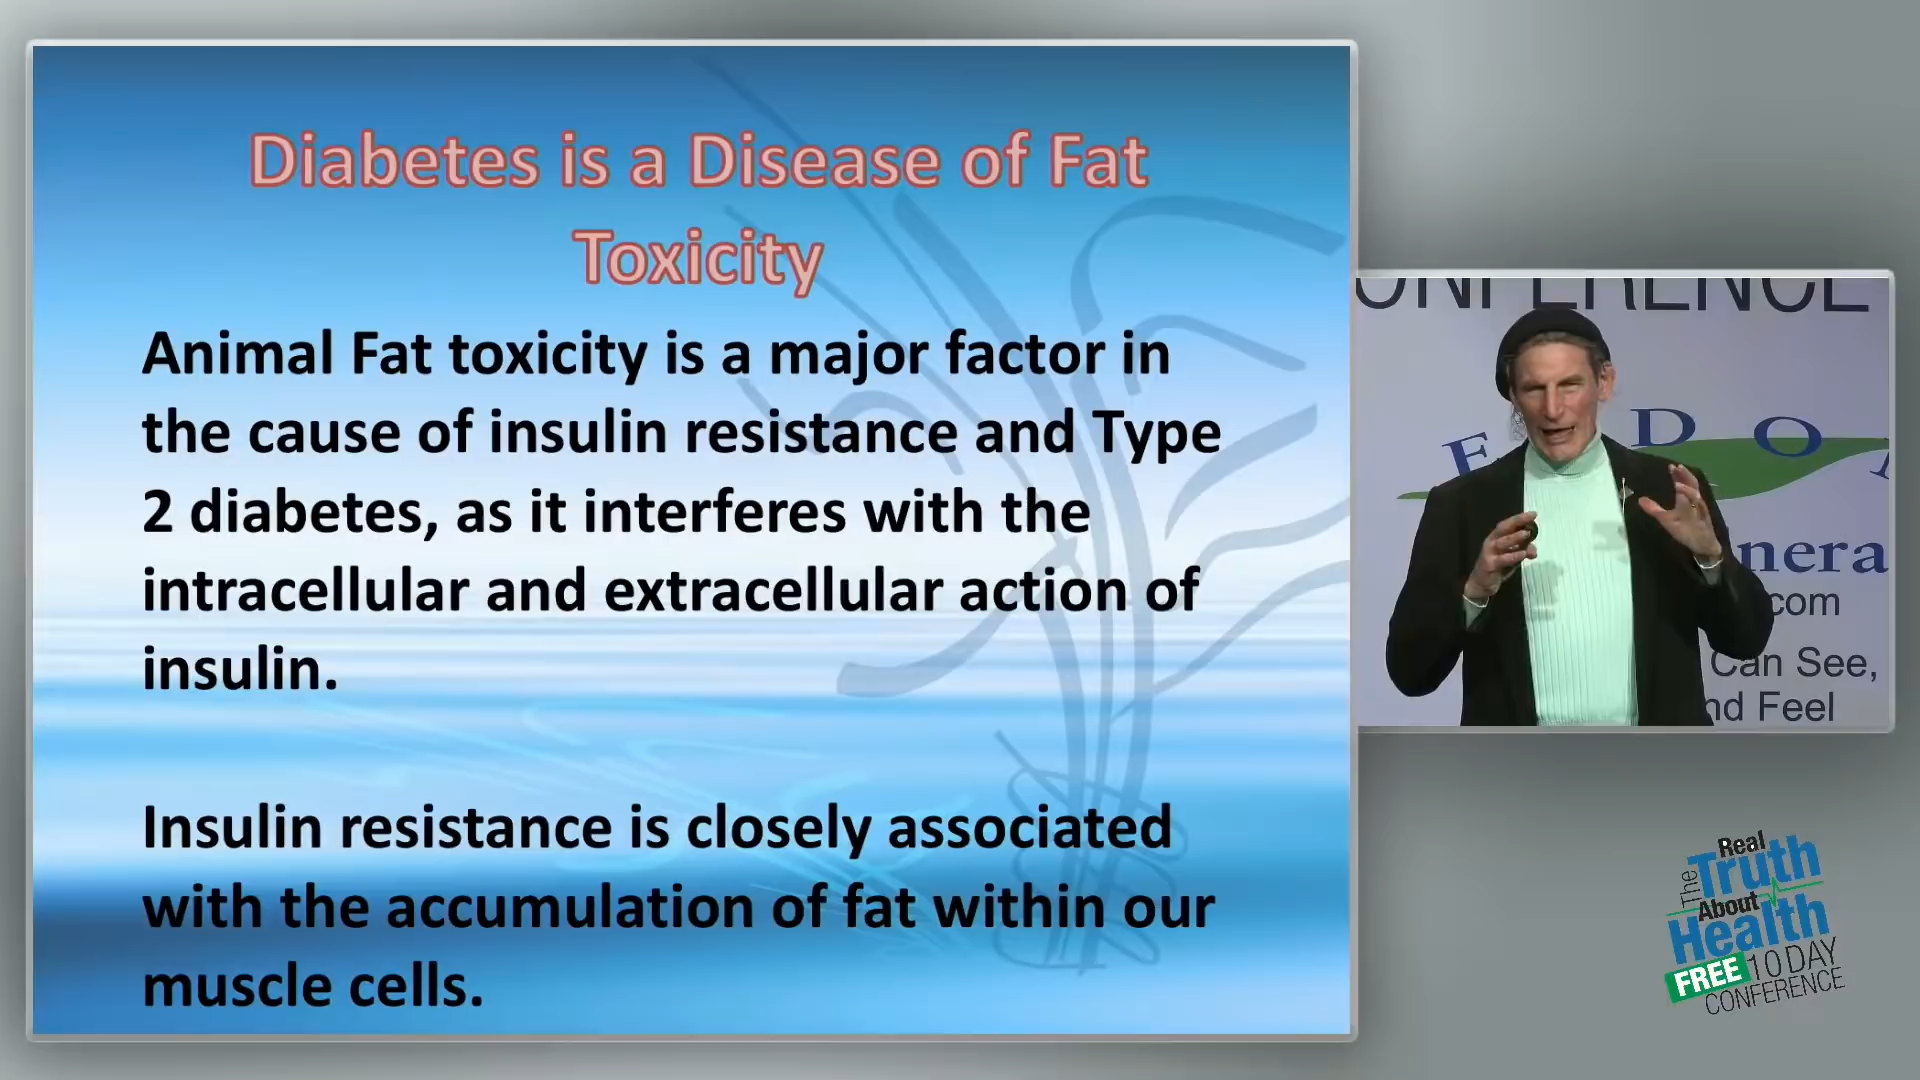 Diabetes is a Disease of Fat
Toxicity
Animal Fat toxicity is a major factor in
the cause of insulin resistance and Type
2 diabetes, as it interferes with the
intracellular and extracellular action of
insulin.
Insulin resistance is closely associated
with the accumulation of fat within our
muscle cells.
ONFERENCE
E D O
nera
.com
Can See,
nd Feel
The Real
Truth
About
Health
FREE 10 DAY
CONFERENCE